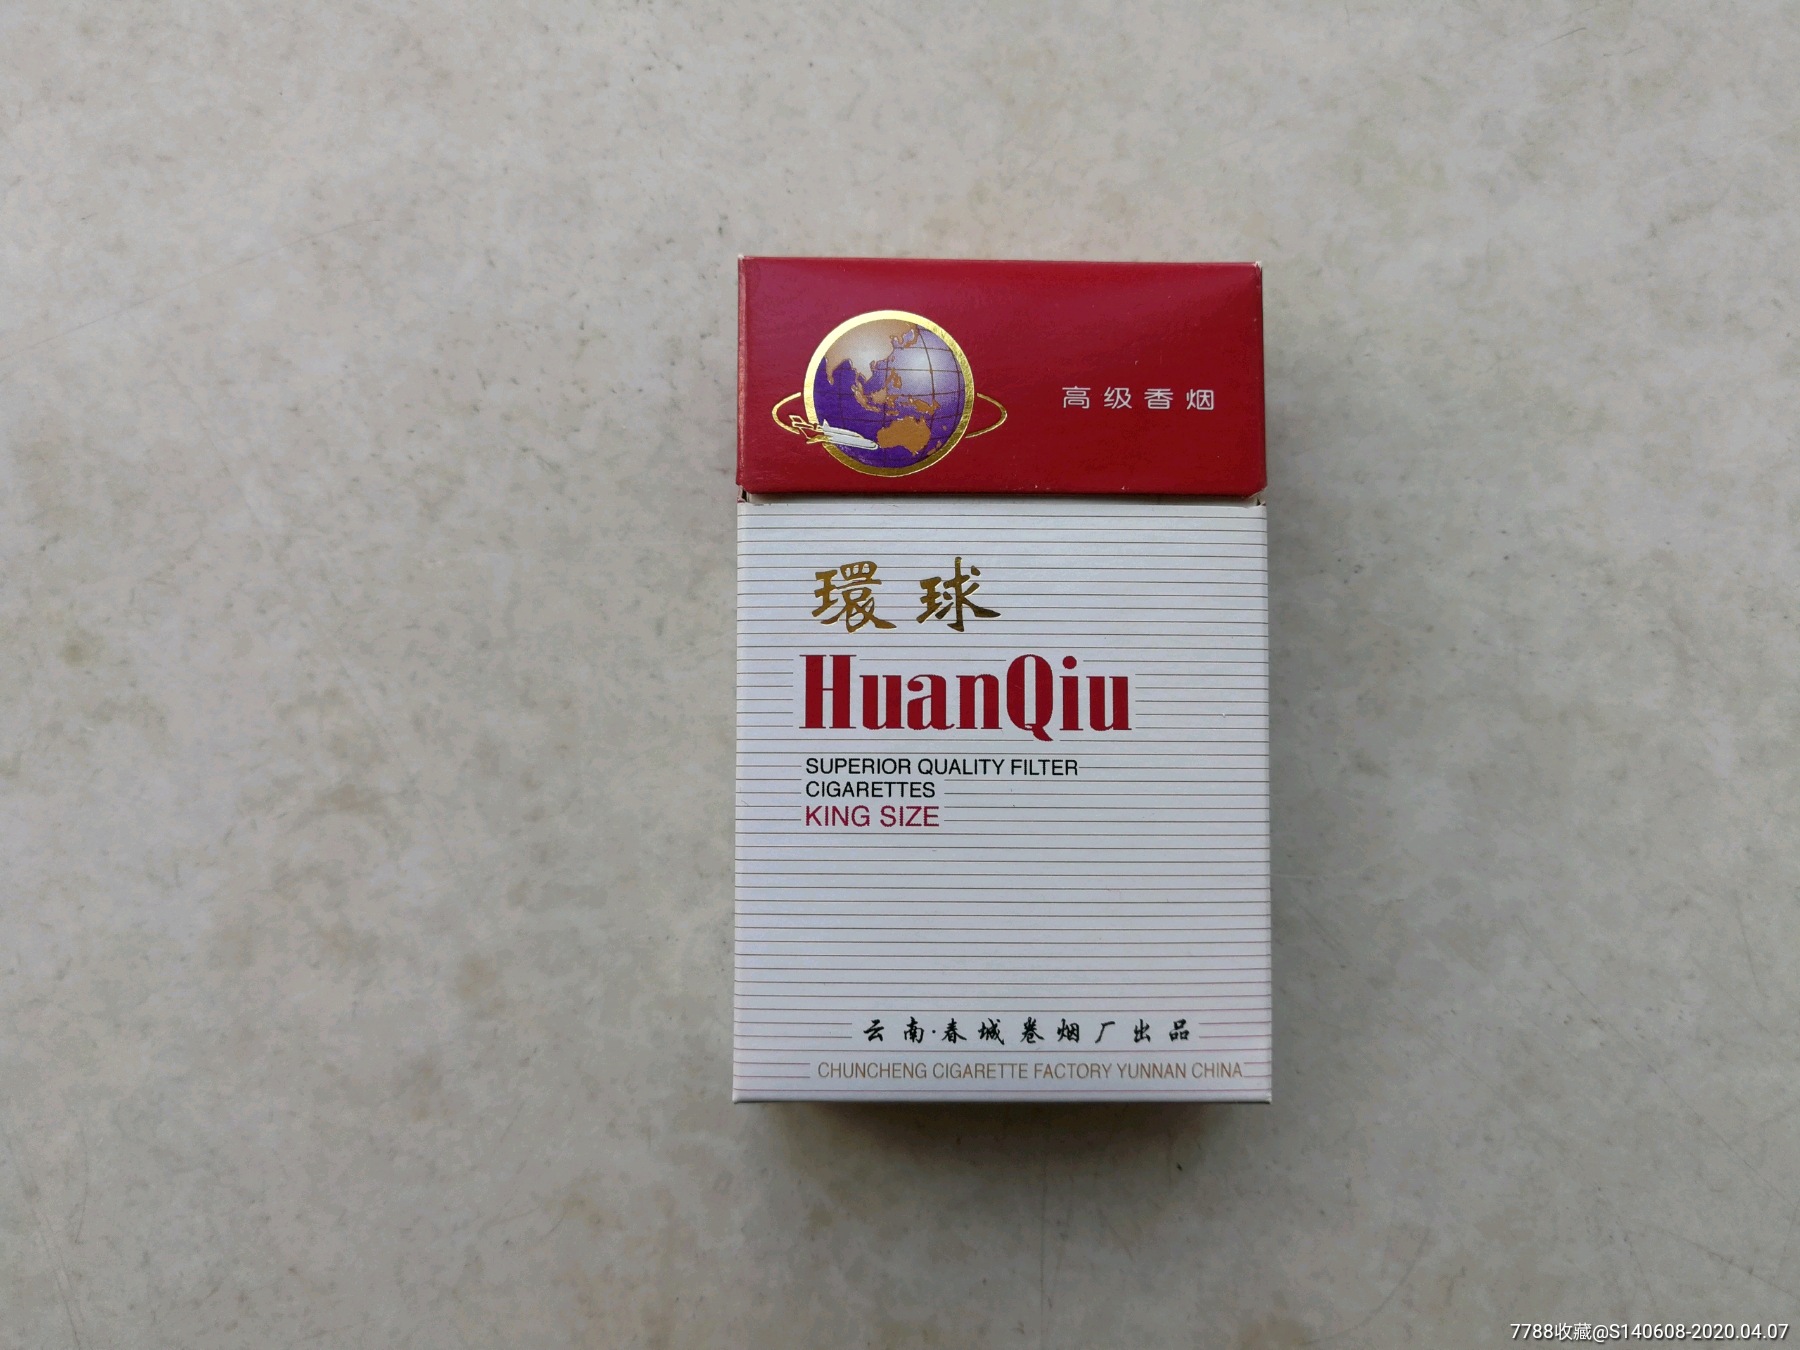 高级香烟
環球
HuanQiu
SUPERIOR QUALITY FILTER
CIGARETTES
KING SIZE
云南·春城卷烟厂出品
CHUNCHENG CIGARETTE FACTORY YUNNAN CHINA
7788收藏@S140608-2020.04.07